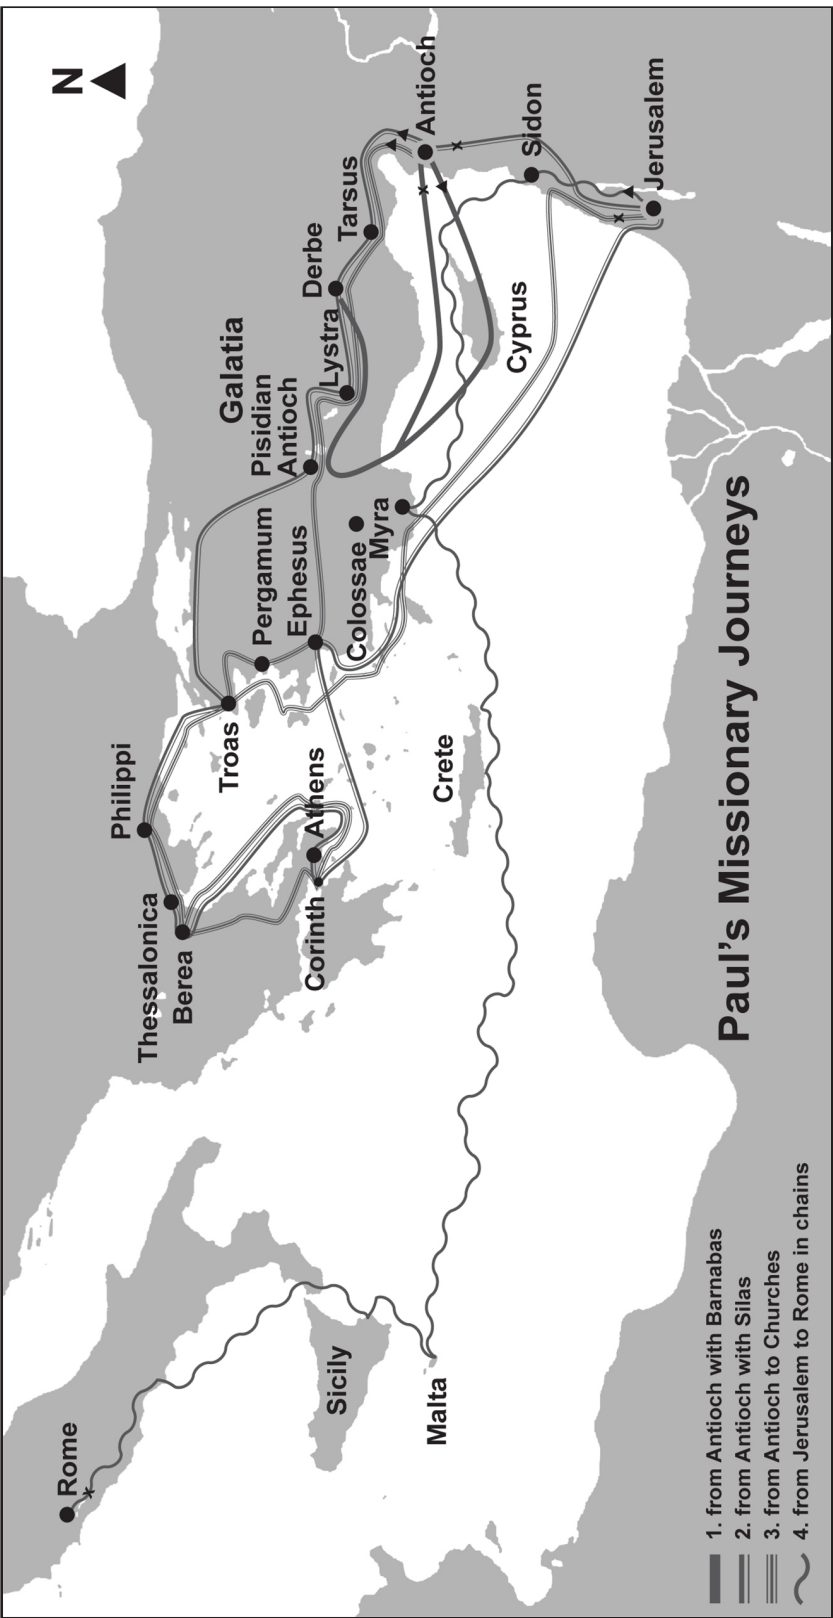 N
Rome
Philippi
Thessalonica
Berea
Troas
Pergamum
Galatia
Pisidian
Antioch
Lystra
Derbe
Tarsus
Antioch
Ephesus
Colossae
Myra
Athens
Corinth
Sicily
Malta
Crete
Cyprus
Sidon
Jerusalem
Paul's Missionary Journeys
1. from Antioch with Barnabas
2. from Antioch with Silas
3. from Antioch to Churches
4. from Jerusalem to Rome in chains